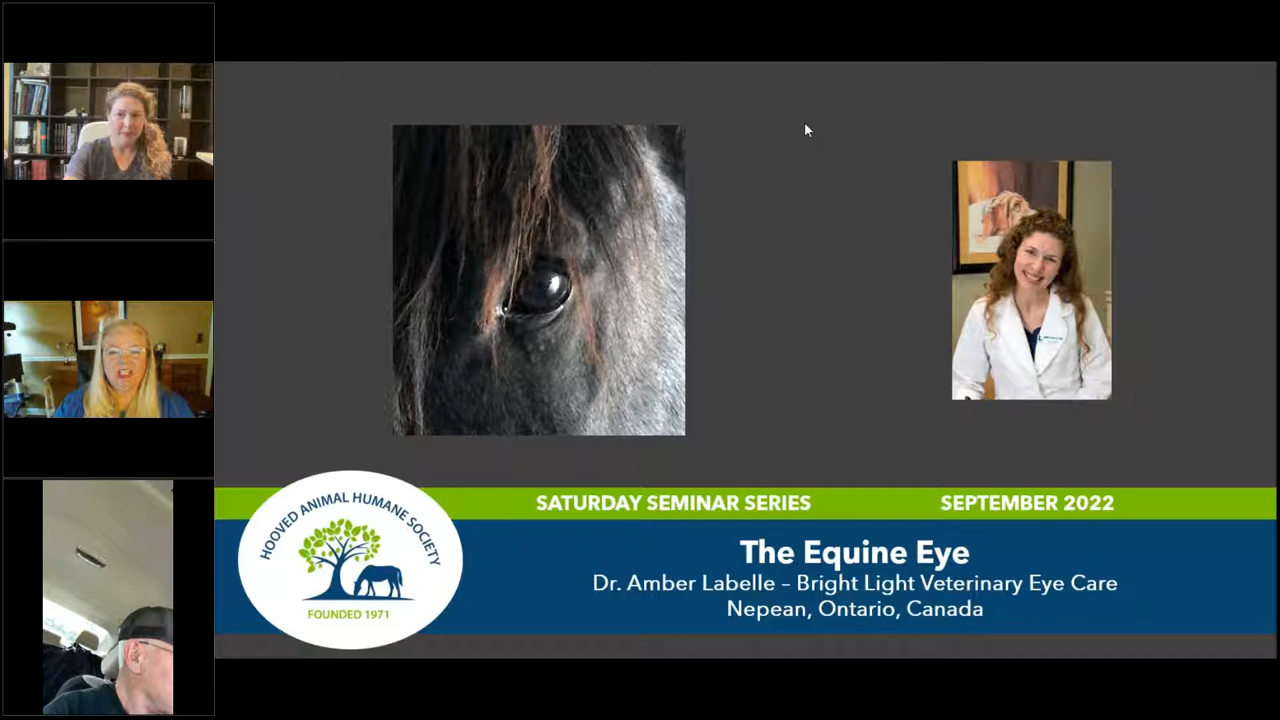 SATURDAY SEMINAR SERIES
SEPTEMBER 2022
HOOVED ANIMAL HUMANE SOCIETY
FOUNDED 1971
The Equine Eye
Dr. Amber Labelle – Bright Light Veterinary Eye Care
Nepean, Ontario, Canada